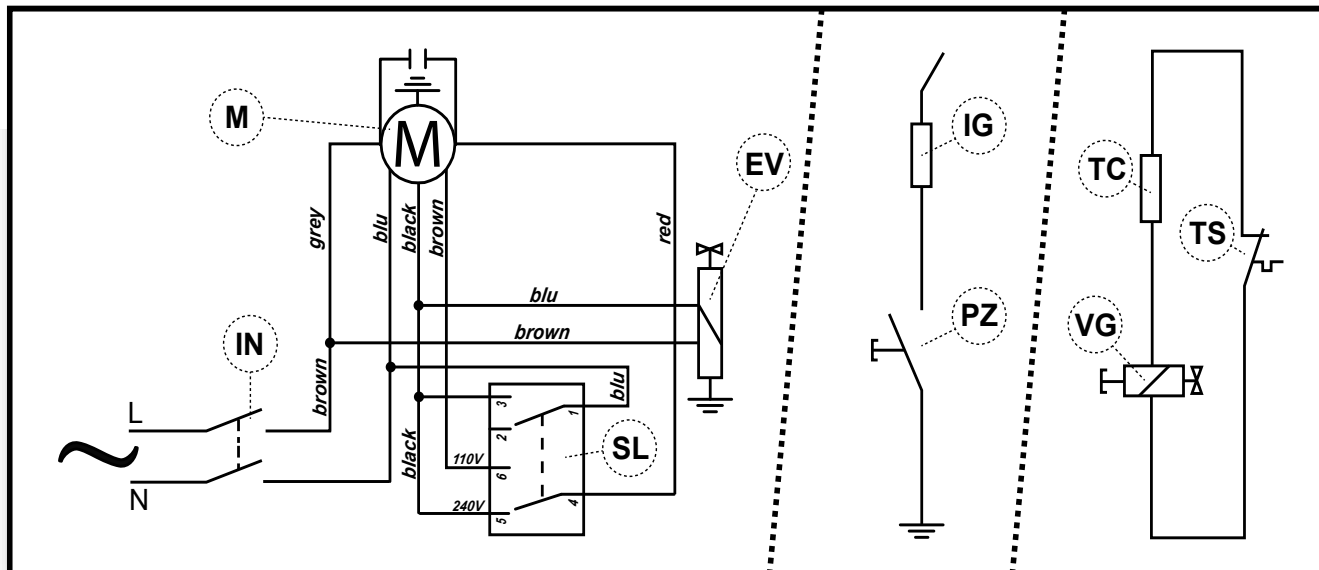 M
M
EV
IG
TC
TS
grey
blu
black
brown
red
blu
brown
IN
PZ
VG
L
brown
blu
3
1
2
black
SL
110V
6
240V
5
4
N